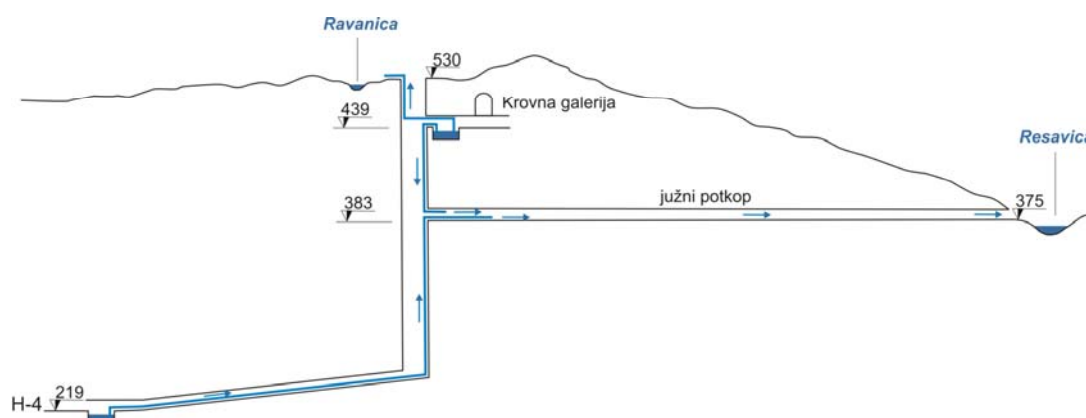 Ravanica
530
Krovna galerija
439
Resavica
južni potkop
383
375
219
H-4